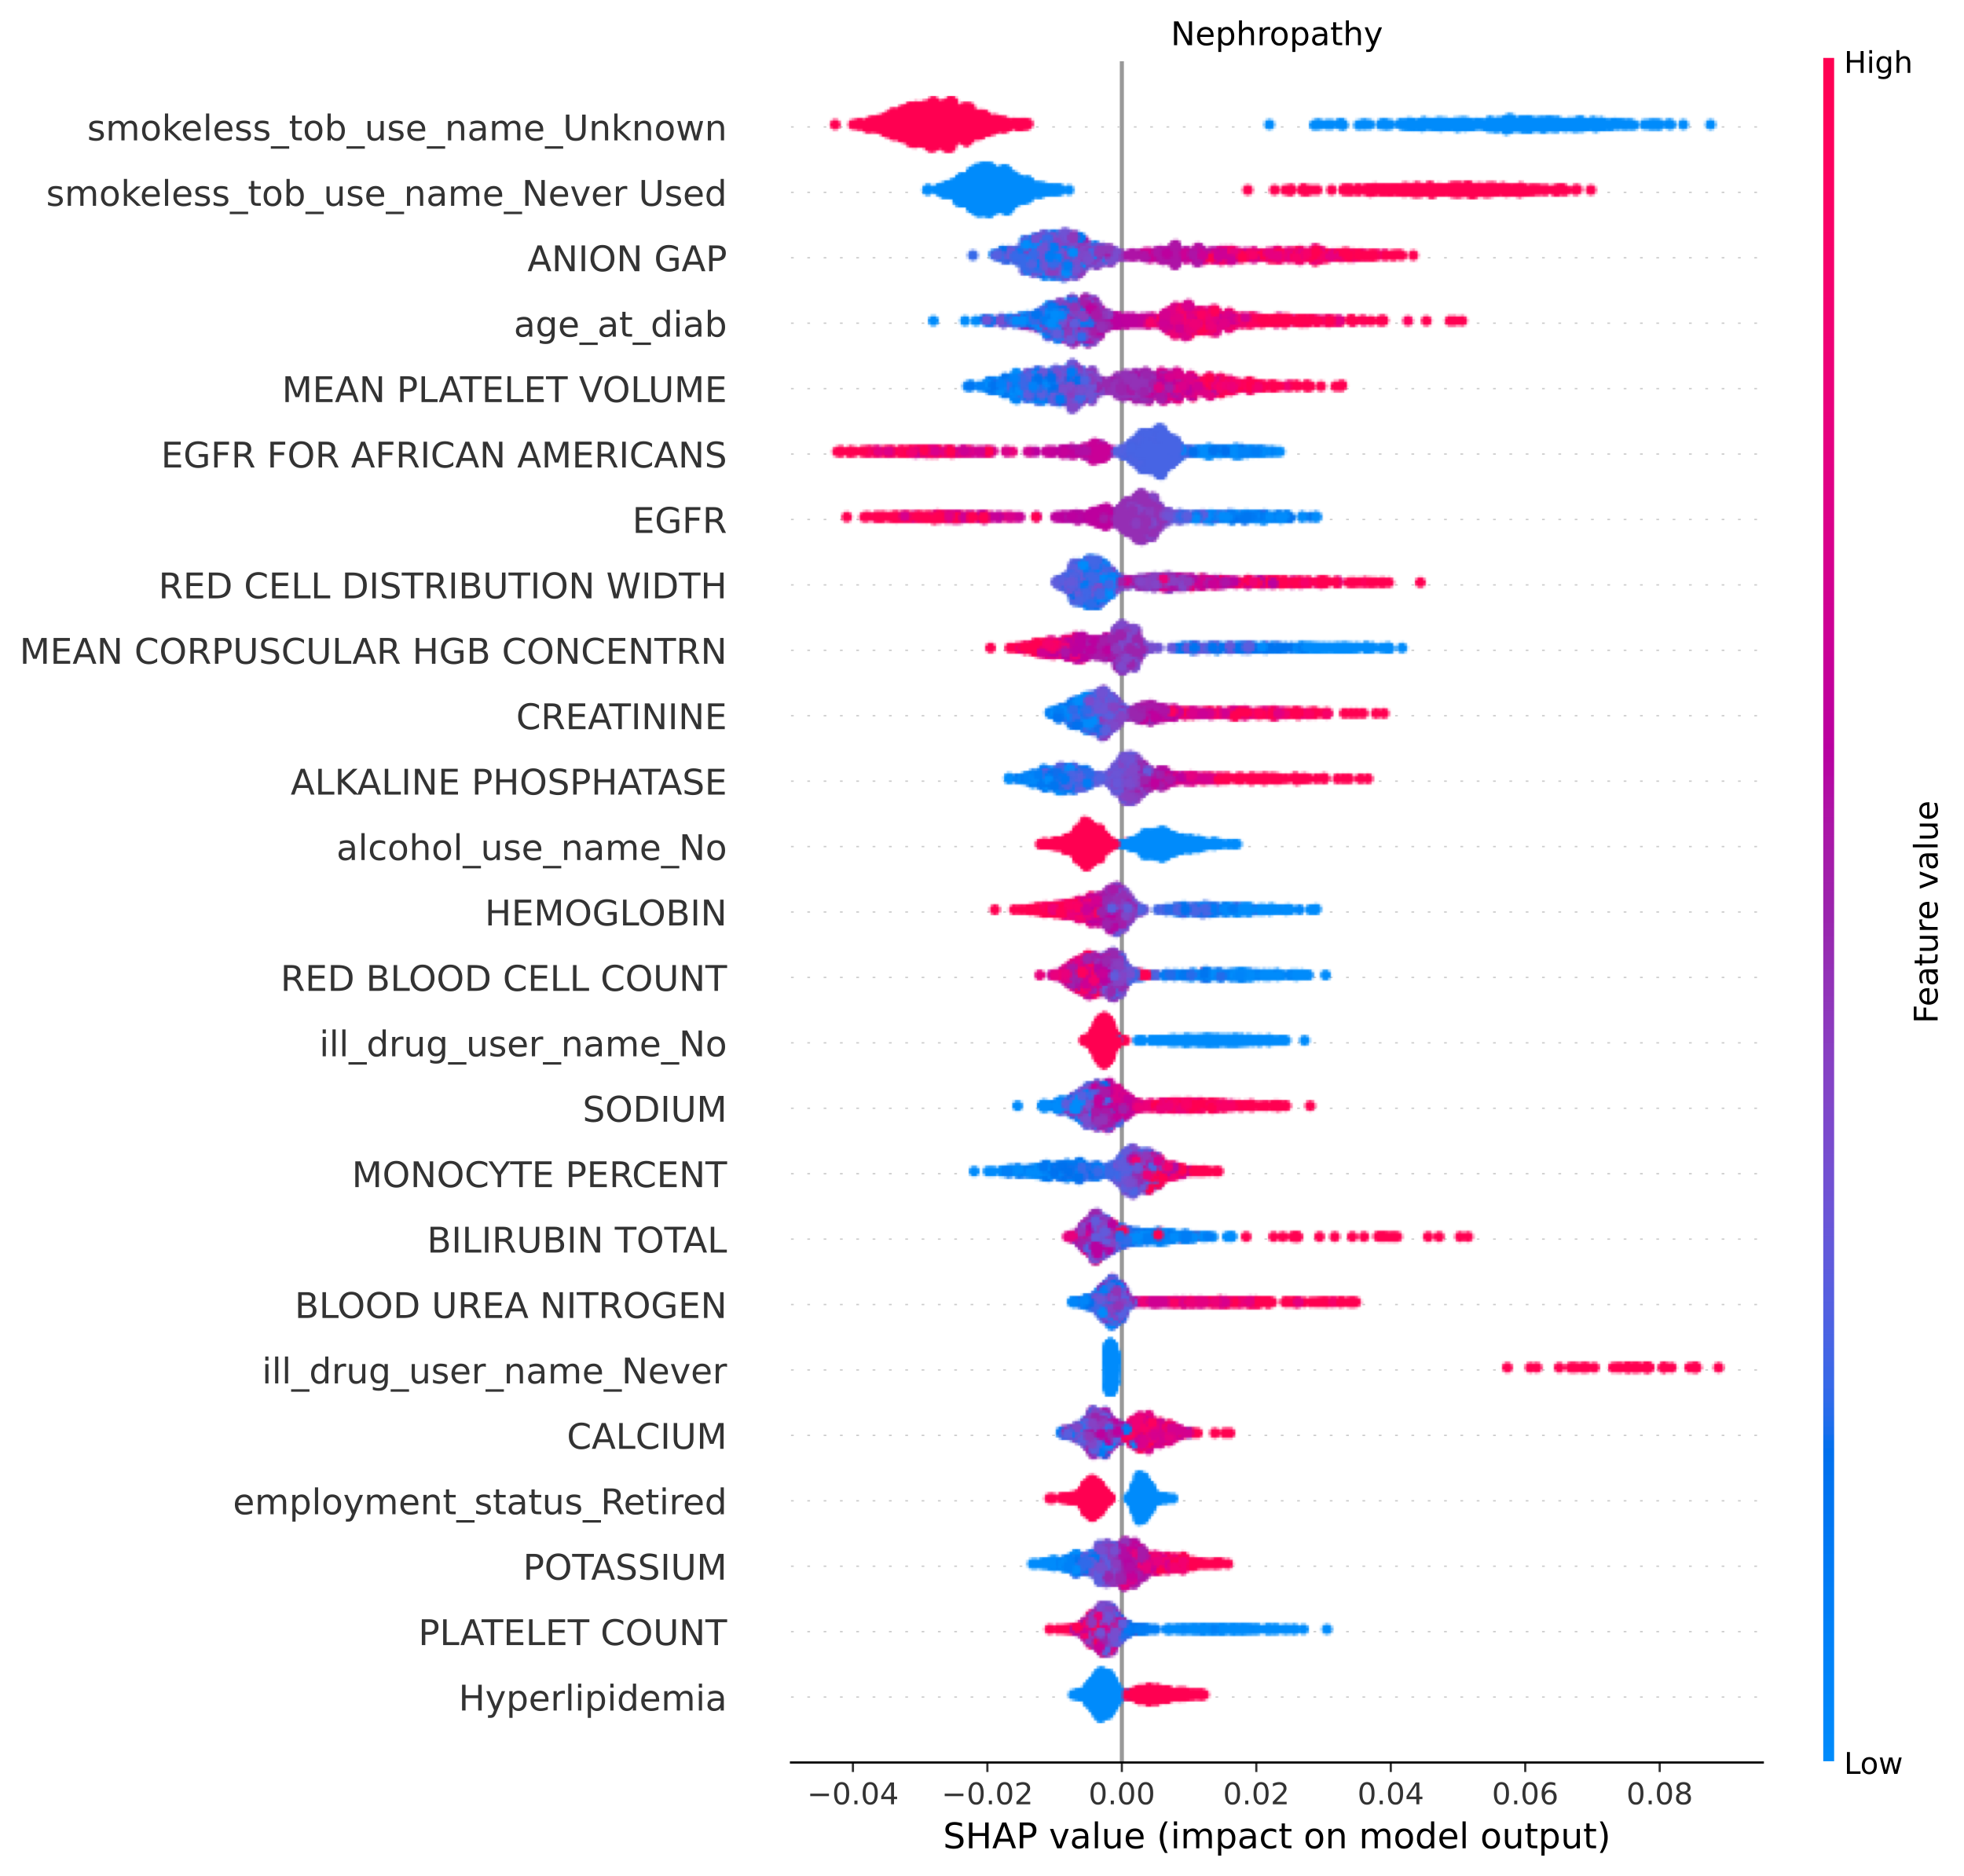 Nephropathy
High
smokeless_tob_use_name_Unknown
smokeless_tob_use_name_Never Used
ANION GAP
age_at_diab
MEAN PLATELET VOLUME
EGFR FOR AFRICAN AMERICANS
EGFR
RED CELL DISTRIBUTION WIDTH
MEAN CORPUSCULAR HGB CONCENTRN
CREATININE
ALKALINE PHOSPHATASE
alcohol_use_name_No
HEMOGLOBIN
RED BLOOD CELL COUNT
ill_drug_user_name_No
SODIUM
MONOCYTE PERCENT
BILIRUBIN TOTAL
BLOOD UREA NITROGEN
ill_drug_user_name_Never
CALCIUM
employment_status_Retired
POTASSIUM
PLATELET COUNT
Hyperlipidemia
Feature value
Low
−0.04 −0.02 0.00 0.02 0.04 0.06 0.08
SHAP value (impact on model output)